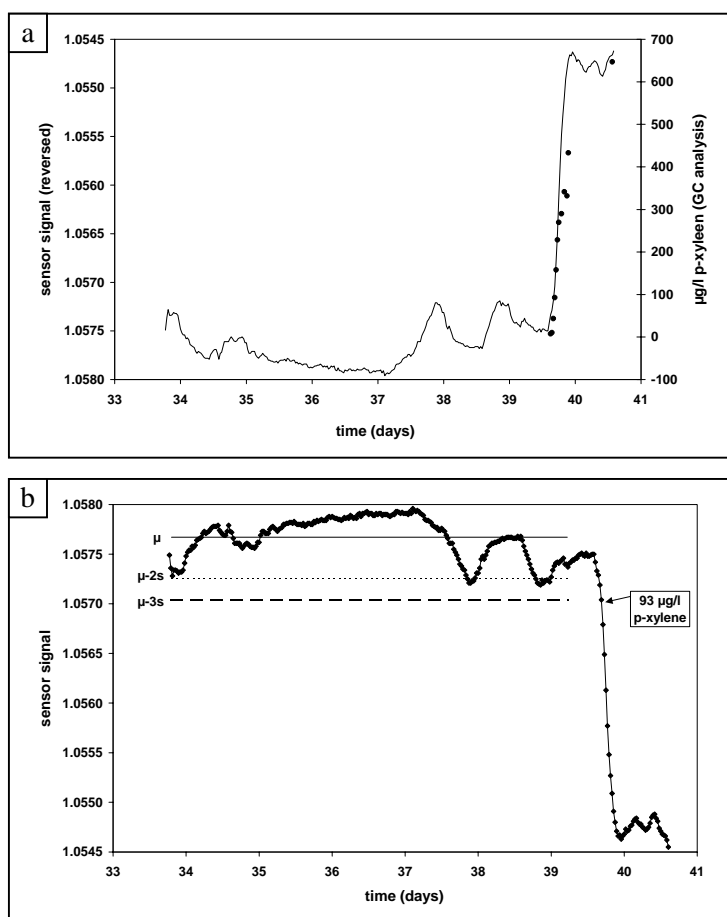 a
1.0545
1.0550
1.0555
1.0560
1.0565
1.0570
1.0575
1.0580
sensor signal (reversed)
700
600
500
400
300
200
100
0
-100
µg/l p-xyleen (GC analysis)
33 34 35 36 37 38 39 40 41
time (days)
b
1.0580
1.0575
1.0570
1.0565
1.0560
1.0555
1.0550
1.0545
sensor signal
µ
µ-2s
µ-3s
93 µg/l
p-xylene
33 34 35 36 37 38 39 40 41
time (days)